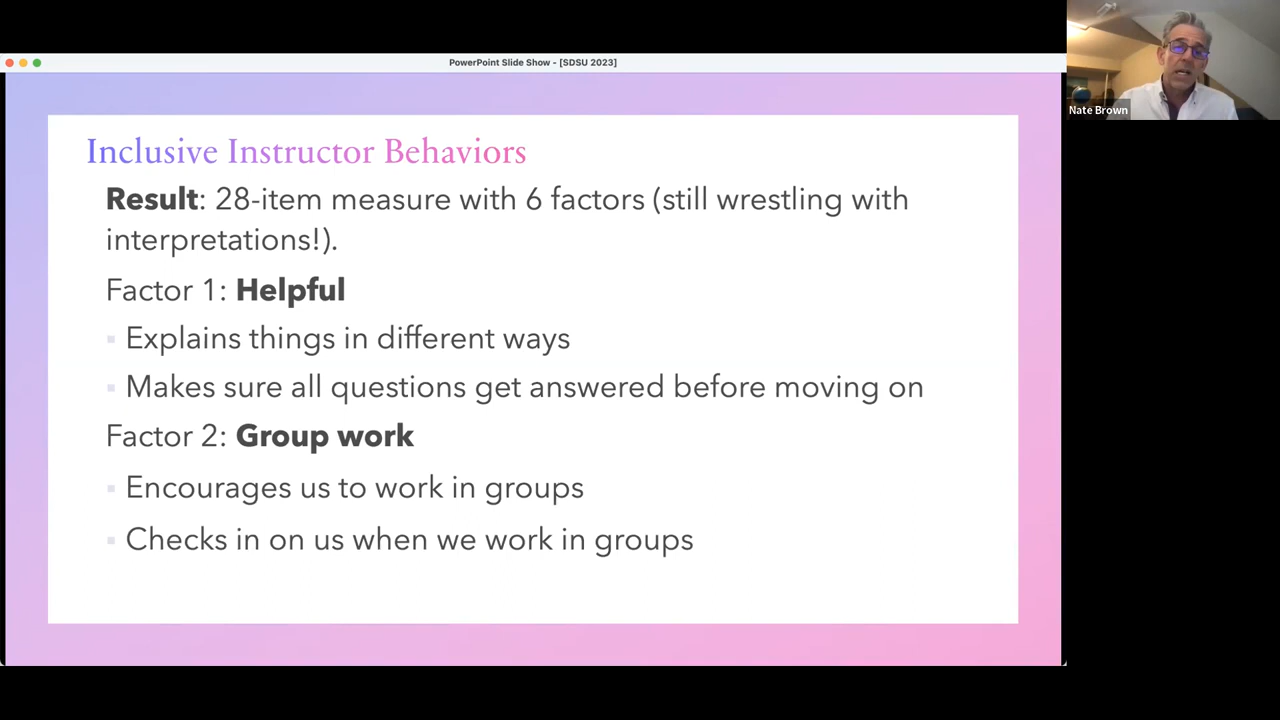 PowerPoint Slide Show - [SDSU 2023]
Nate Brown
Inclusive Instructor Behaviors
Result: 28-item measure with 6 factors (still wrestling with
interpretations!).
Factor 1: Helpful
▪ Explains things in different ways
▪ Makes sure all questions get answered before moving on
Factor 2: Group work
▪ Encourages us to work in groups
▪ Checks in on us when we work in groups